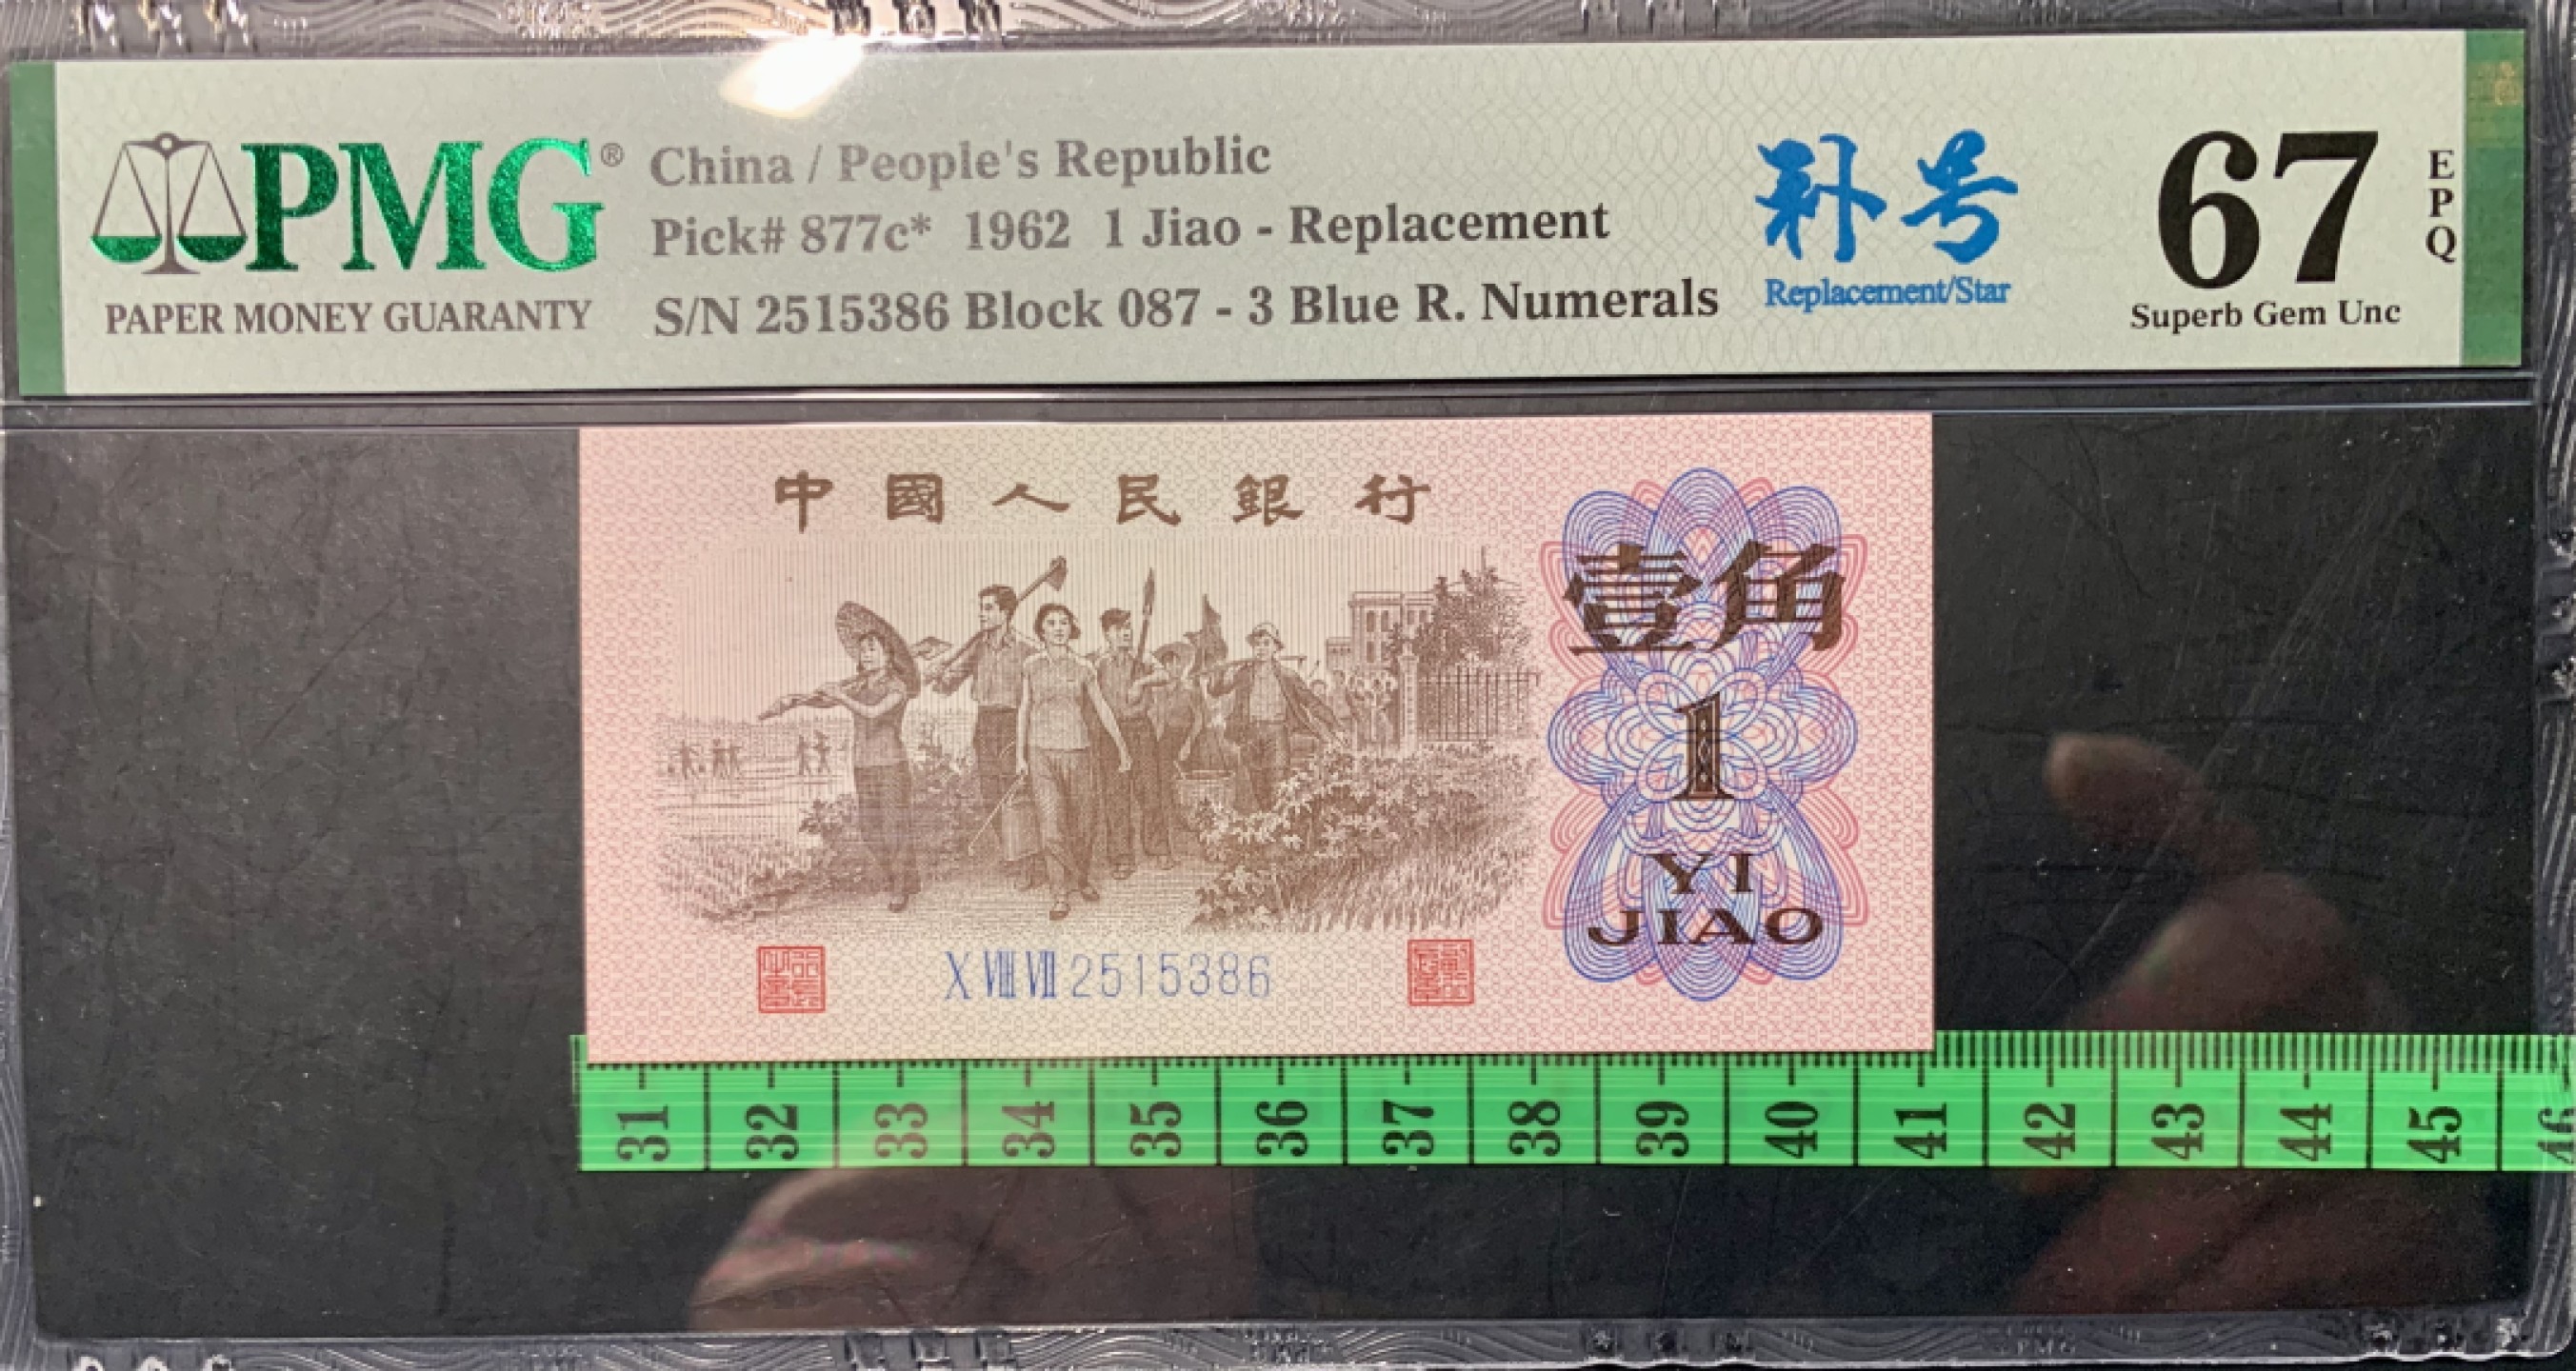 PMG®
PAPER MONEY GUARANTY
China / People's Republic
Pick# 877c* 1962 1 Jiao - Replacement
S/N 2515386 Block 087 - 3 Blue R. Numerals
补号
Replacement/Star
67
EPQ
Superb Gem Unc
中國人民銀行
壹角
1
YI
JIAO
X VIII VII 2515386
31 32 33 34 35 36 37 38 39 40 41 42 43 44 45 46